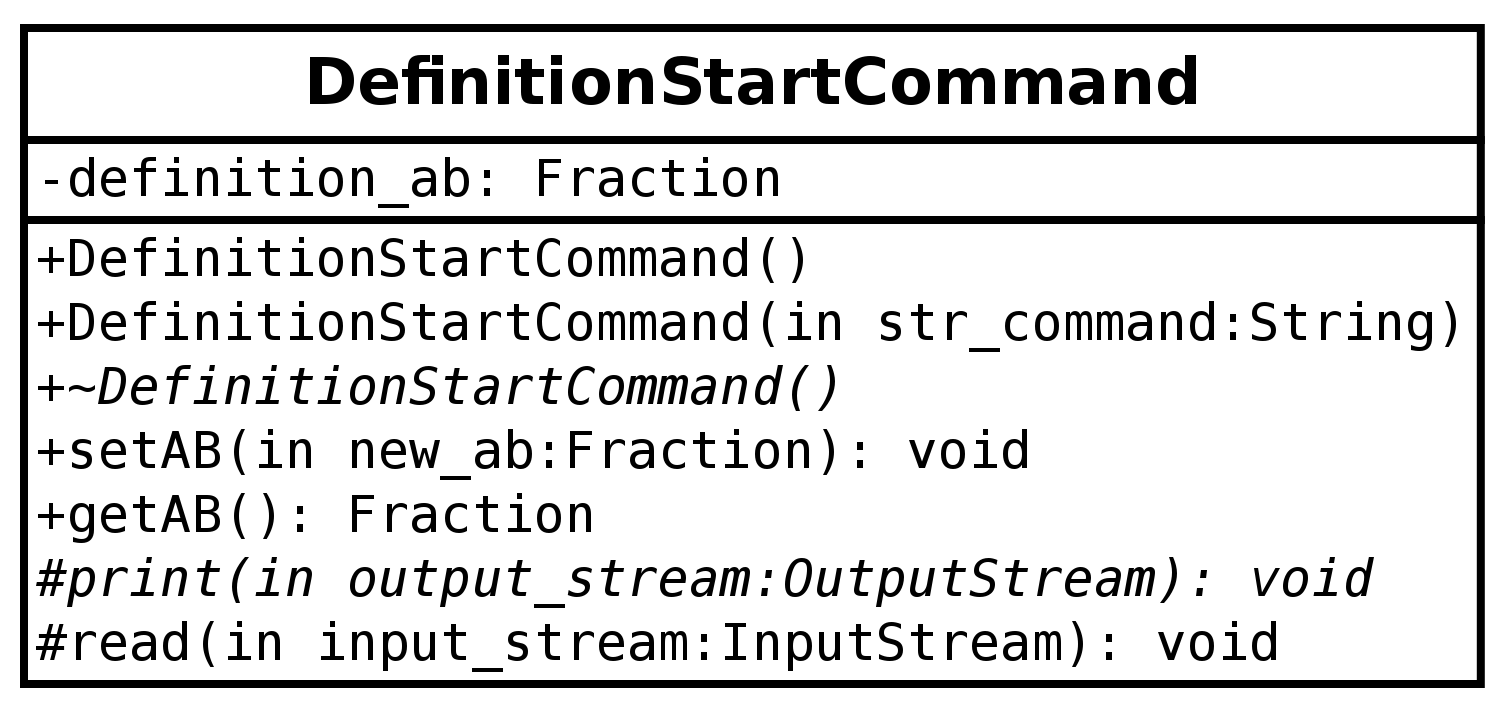 DefinitionStartCommand
-definition_ab: Fraction
+DefinitionStartCommand()
+DefinitionStartCommand(in str_command:String)
+~DefinitionStartCommand()
+setAB(in new_ab:Fraction): void
+getAB(): Fraction
#print(in output_stream:OutputStream): void
#read(in input_stream:InputStream): void